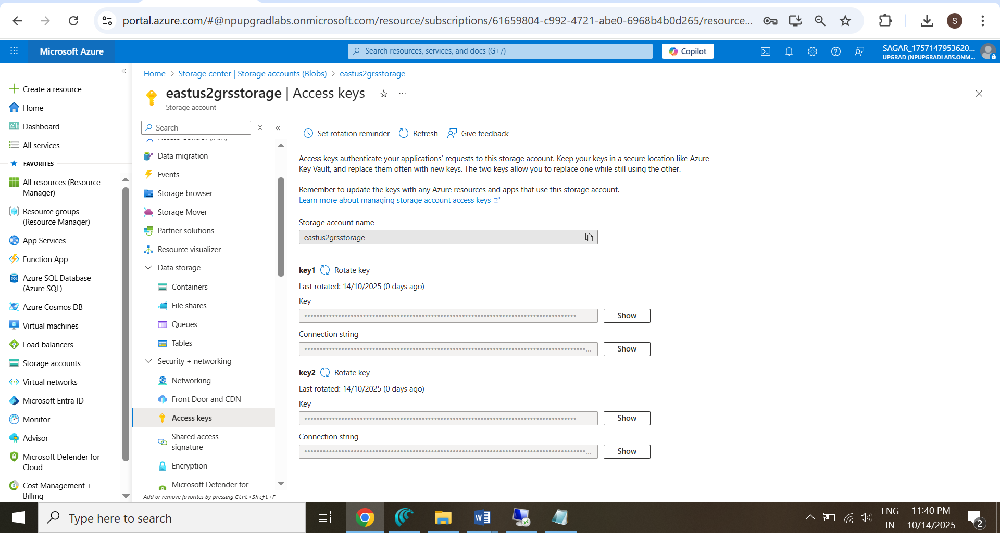 portal.azure.com/#@npupgradlabs.onmicrosoft.com/resource/subscriptions/61659804-c992-4721-abe0-6968b4b0d265/resource...
S
Microsoft Azure
Search resources, services, and docs (G+/)
Copilot
SAGAR_1757147953620...
UPGRAD (NPUPGRADLABS.ONM...
Create a resource
Home
Dashboard
All services
FAVORITES
All resources (Resource
Manager)
Resource groups
(Resource Manager)
App Services
Function App
Azure SQL Database
(Azure SQL)
Azure Cosmos DB
Virtual machines
Load balancers
Storage accounts
Virtual networks
Microsoft Entra ID
Monitor
Advisor
Microsoft Defender for
Cloud
Cost Management +
Billing
Home > Storage center | Storage accounts (Blobs) > eastus2grsstorage
eastus2grsstorage | Access keys
Storage account
Search
Access Control (IAM)
Data migration
Events
Storage browser
Storage Mover
Partner solutions
Resource visualizer
Data storage
Containers
File shares
Queues
Tables
Security + networking
Networking
Front Door and CDN
Access keys
Shared access
signature
Encryption
Microsoft Defender for
Add or remove favorites by pressing Ctrl+Shift+F
Set rotation reminder
Refresh
Give feedback
Access keys authenticate your applications’ requests to this storage account. Keep your keys in a secure location like Azure
Key Vault, and replace them often with new keys. The two keys allow you to replace one while still using the other.
Remember to update the keys with any Azure resources and apps that use this storage account.
Learn more about managing storage account access keys
Storage account name
eastus2grsstorage
key1 Rotate key
Last rotated: 14/10/2025 (0 days ago)
Key
Show
Connection string
Show
key2 Rotate key
Last rotated: 14/10/2025 (0 days ago)
Key
Show
Connection string
Show
Type here to search
ENG
IN
11:40 PM
10/14/2025
2